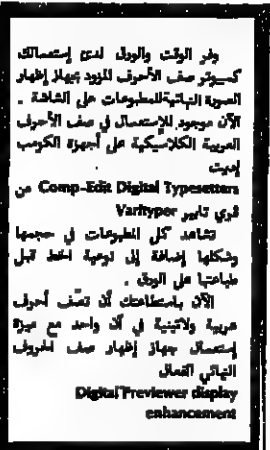 وفر الوقت والورق لدى إستعمالك
كمبيوتر صف الأحرف المزود بجهاز إظهار
الصورة النهائية للمطبوعات على الشاشة .
الآن موجود للإستعمال في صف الأحرف
العربية الكلاسيكية على أجهزة الكومب
إديت
Comp-Edit Digital Typesetters من
فري تايبر Varityper
تشاهد كل المطبوعات في حجمها
وشكلها إضافة إلى نوعية الخط قبل
طباعتها على الورق .
الآن باستطاعتك أن تصف أحرف
عربية ولاتينية في آن واحد مع ميزة
إستعمال جهاز إظهار صف الحروف
النهائي الفعال
Digital Previewer display
enhancement